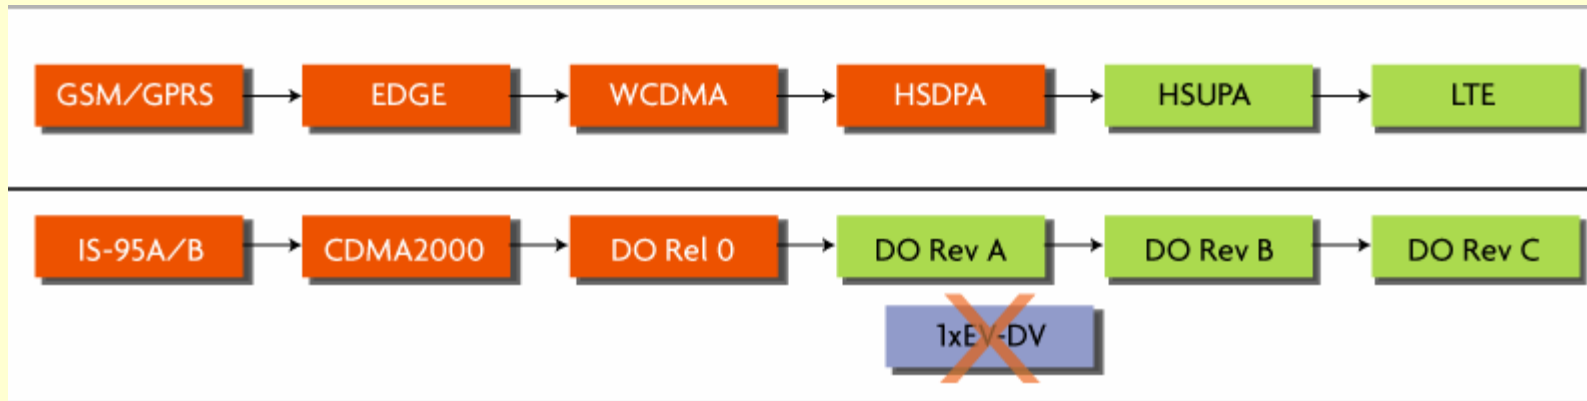 GSM/GPRS EDGE WCDMA HSDPA HSUPA LTE
IS-95A/B CDMA2000 DO Rel 0 DO Rev A DO Rev B DO Rev C
1xEV-DV